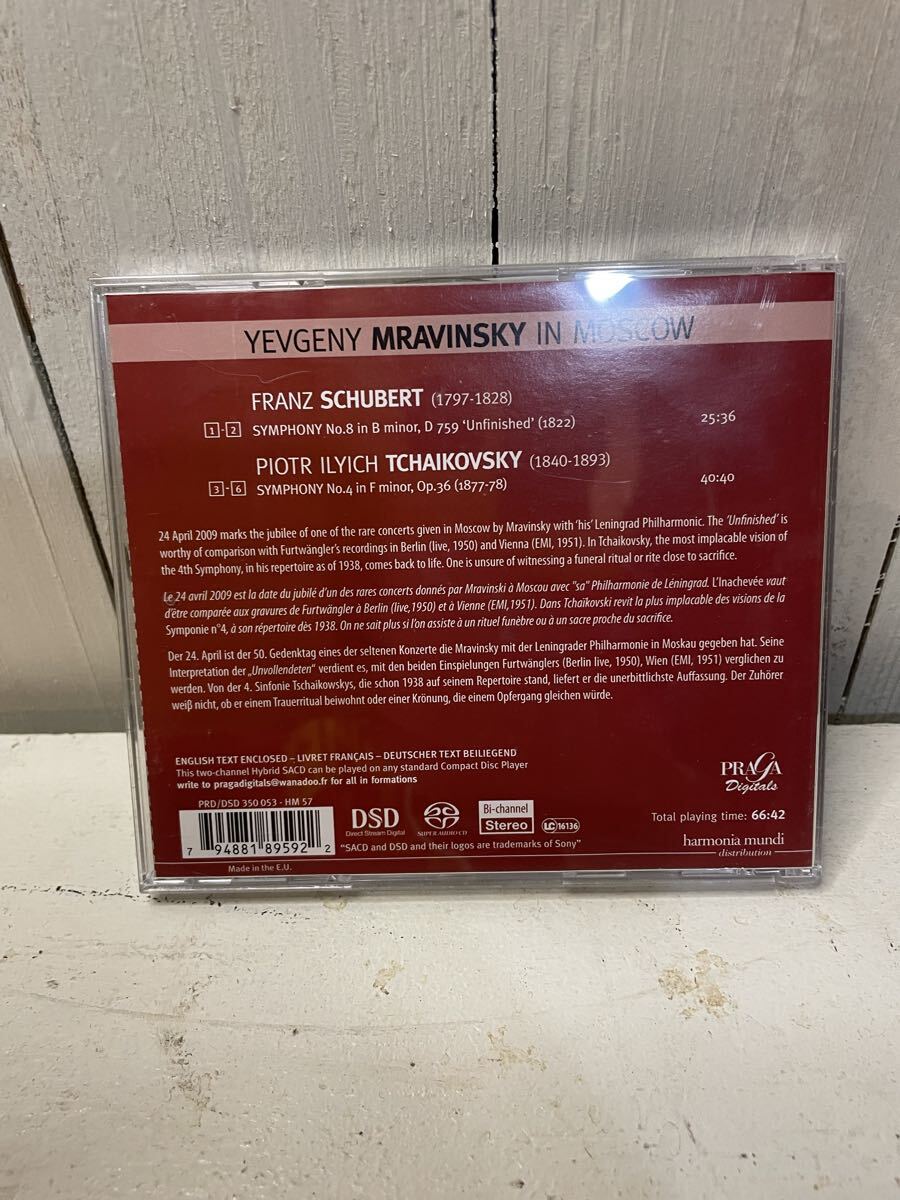 YEVGENY MRAVINSKY IN MOSCOW
FRANZ SCHUBERT (1797-1828)
1 - 2 SYMPHONY No.8 in B minor, D 759 ‘Unfinished’ (1822) 25:36
PIOTR ILYICH TCHAIKOVSKY (1840-1893)
3 - 6 SYMPHONY No.4 in F minor, Op.36 (1877-78) 40:40
24 April 2009 marks the jubilee of one of the rare concerts given in Moscow by Mravinsky with ‘his’ Leningrad Philharmonic. The ‘Unfinished’ is
worthy of comparison with Furtwängler’s recordings in Berlin (live, 1950) and Vienna (EMI, 1951). In Tchaikovsky, the most implacable vision of
the 4th Symphony, in his repertoire as of 1938, comes back to life. One is unsure of witnessing a funeral ritual or rite close to sacrifice.
Le 24 avril 2009 est la date du jubilé d’un des rares concerts donnés par Mravinski à Moscou avec "sa" Philharmonie de Léningrad. L’Inachevée vaut
d’être comparée aux gravures de Furtwängler à Berlin (live,1950) et à Vienne (EMI,1951). Dans Tchaikovski revit la plus implacable des visions de la
Symponie n°4, à son répertoire dès 1938. On ne sait plus si l’on assiste à un rituel funèbre ou à un sacre proche du sacrifice.
Der 24. April ist der 50. Gedenktag eines der seltenen Konzerte die Mravinsky mit der Leningrader Philharmonie in Moskau gegeben hat. Seine
Interpretation der „Unvollendeten“ verdient es, mit den beiden Einspielungen Furtwänglers (Berlin live, 1950), Wien (EMI, 1951) verglichen zu
werden. Von der 4. Sinfonie Tschaikowskys, die schon 1938 auf seinem Repertoire stand, liefert er die unerbittlichste Auffassung. Der Zuhörer
weiß nicht, ob er einem Trauerritual beiwohnt oder einer Krönung, die einem Opfergang gleichen würde.
ENGLISH TEXT ENCLOSED – LIVRET FRANÇAIS – DEUTSCHER TEXT BEILIEGEND
This two-channel Hybrid SACD can be played on any standard Compact Disc Player
write to pragadigitals@wanadoo.fr for all in formations
PRAGA
Digitals
PRD/DSD 350 053 - HM 57
7 94881 89592 2
Made in the E.U.
DSD
Direct Stream Digital
SUPER AUDIO CD
Bi-channel
Stereo
LC 16136
“SACD and DSD and their logos are trademarks of Sony”
Total playing time: 66:42
harmonia mundi
distribution